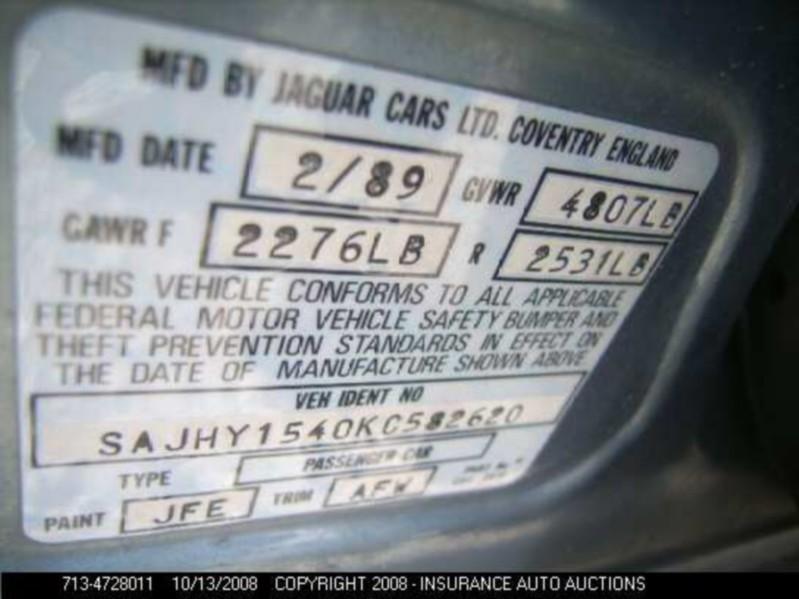 MFD BY JAGUAR CARS LTD. COVENTRY ENGLAND
MFD DATE 2/89 GVWR 4807LB
GAWR F 2276LB R 2531LB
THIS VEHICLE CONFORMS TO ALL APPLICABLE
FEDERAL MOTOR VEHICLE SAFETY BUMPER AND
THEFT PREVENTION STANDARDS IN EFFECT ON
THE DATE OF MANUFACTURE SHOWN ABOVE
VEH IDENT NO
SAJHY1540KC582620
TYPE PASSENGER CAR
PAINT JFE TRIM AFW
713-4728011 10/13/2008 COPYRIGHT 2008 - INSURANCE AUTO AUCTIONS